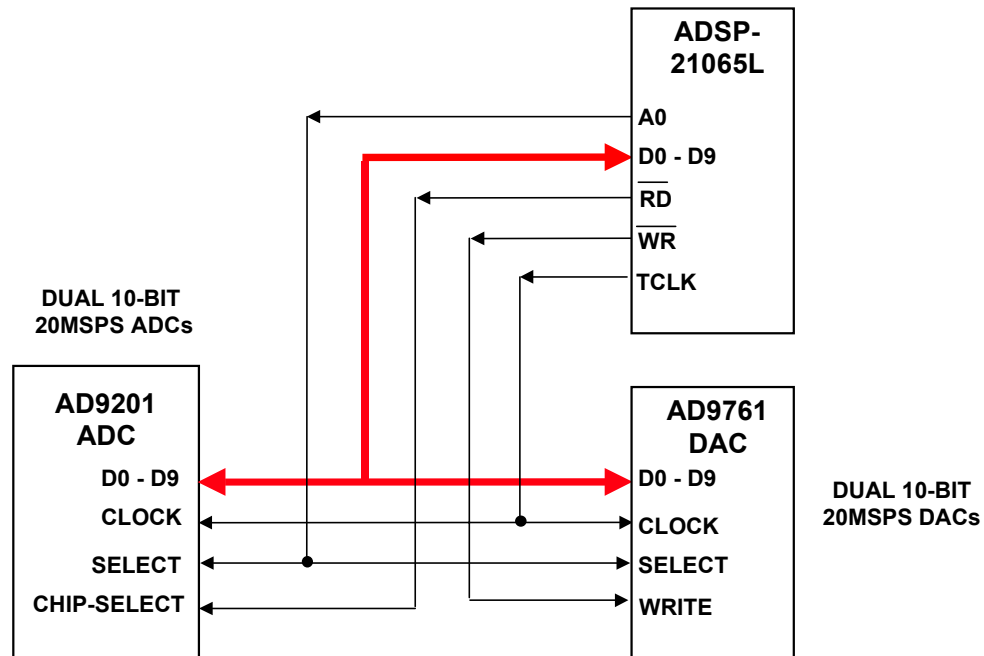 ADSP-
21065L
A0
D0 - D9
RD
WR
TCLK
DUAL 10-BIT
20MSPS ADCs
AD9201
ADC
D0 - D9
CLOCK
SELECT
CHIP-SELECT
AD9761
DAC
D0 - D9
CLOCK
SELECT
WRITE
DUAL 10-BIT
20MSPS DACs